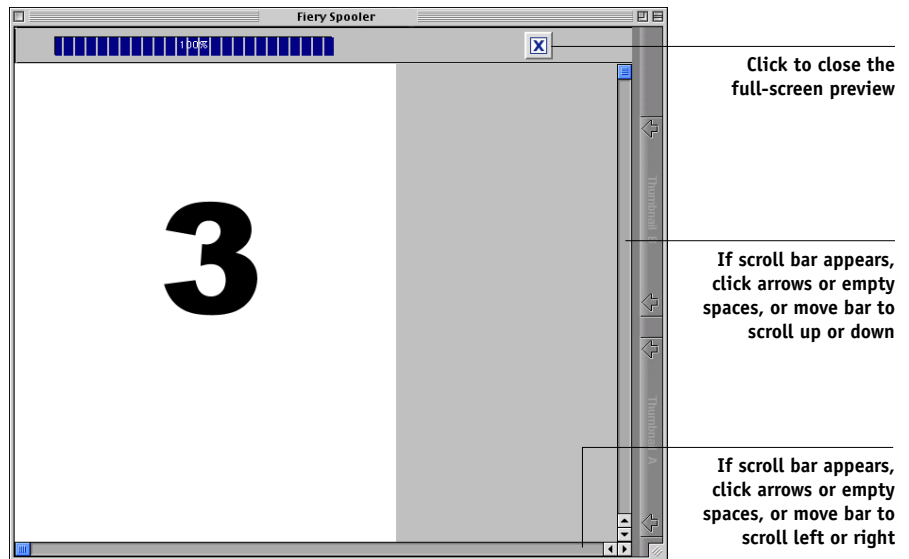 Fiery Spooler
100%
X
Click to close the
full-screen preview
3
Thumbnail B
If scroll bar appears,
click arrows or empty
spaces, or move bar to
scroll up or down
Thumbnail A
If scroll bar appears,
click arrows or empty
spaces, or move bar to
scroll left or right